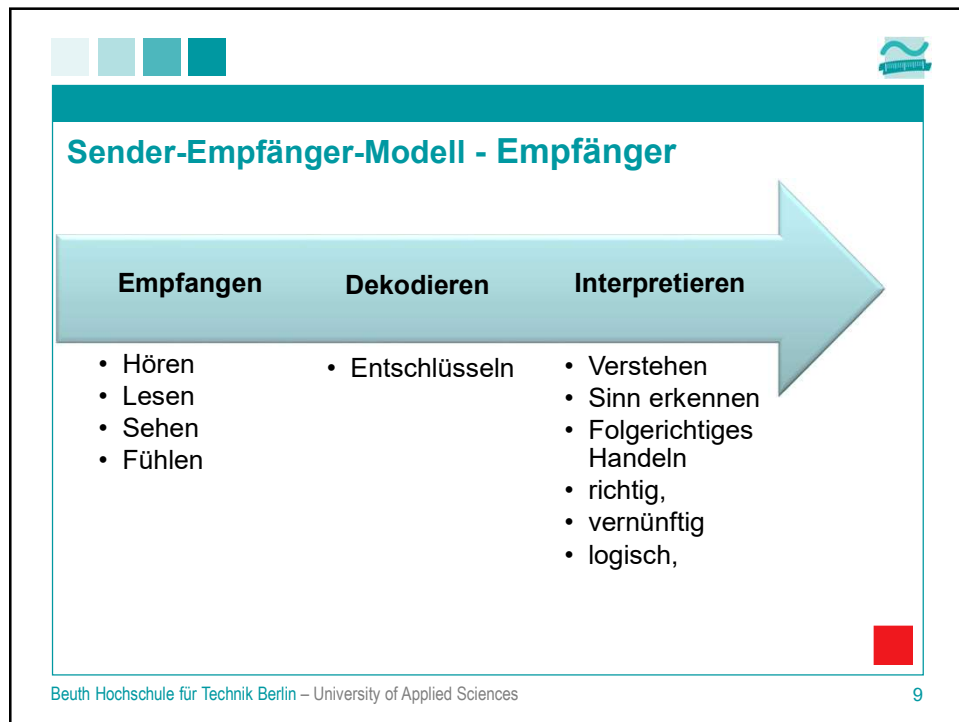 Sender-Empfänger-Modell - Empfänger
Empfangen
• Hören
• Lesen
• Sehen
• Fühlen
Dekodieren
• Entschlüsseln
Interpretieren
• Verstehen
• Sinn erkennen
• Folgerichtiges
Handeln
• richtig,
• vernünftig
• logisch,
Beuth Hochschule für Technik Berlin – University of Applied Sciences
9